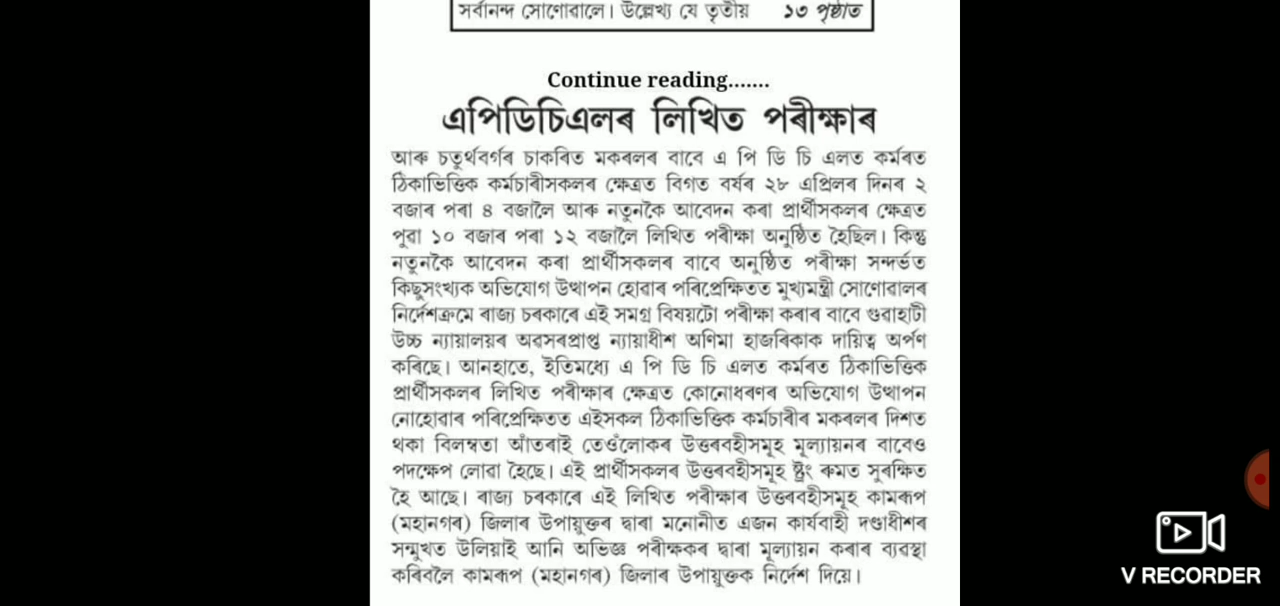 সৰ্বানন্দ সোণোৱালে। উল্লেখ্য যে তৃতীয় ১৩ পৃষ্ঠাত
Continue reading.......
এপিডিচিএলৰ লিখিত পৰীক্ষাৰ
আৰু চতুৰ্থবৰ্গৰ চাকৰিত মকৰলৰ বাবে এ পি ডি চি এলত কৰ্মৰত
ঠিকাভিত্তিক কৰ্মচাৰীসকলৰ ক্ষেত্ৰত বিগত বৰ্ষৰ ২৮ এপ্ৰিলৰ দিনৰ ২
বজাৰ পৰা ৪ বজালৈ আৰু নতুনকৈ আবেদন কৰা প্ৰাৰ্থীসকলৰ ক্ষেত্ৰত
পুৱা ১০ বজাৰ পৰা ১২ বজালৈ লিখিত পৰীক্ষা অনুষ্ঠিত হৈছিল। কিন্তু
নতুনকৈ আবেদন কৰা প্ৰাৰ্থীসকলৰ বাবে অনুষ্ঠিত পৰীক্ষা সন্দৰ্ভত
কিছুসংখ্যক অভিযোগ উত্থাপন হোৱাৰ পৰিপ্ৰেক্ষিতত মুখ্যমন্ত্ৰী সোণোৱালৰ
নিৰ্দেশক্ৰমে ৰাজ্য চৰকাৰে এই সমগ্ৰ বিষয়টো পৰীক্ষা কৰাৰ বাবে গুৱাহাটী
উচ্চ ন্যায়ালয়ৰ অৱসৰপ্ৰাপ্ত ন্যায়াধীশ অণিমা হাজৰিকাক দায়িত্ব অৰ্পণ
কৰিছে। আনহাতে, ইতিমধ্যে এ পি ডি চি এলত কৰ্মৰত ঠিকাভিত্তিক
প্ৰাৰ্থীসকলৰ লিখিত পৰীক্ষাৰ ক্ষেত্ৰত কোনোধৰণৰ অভিযোগ উত্থাপন
নোহোৱাৰ পৰিপ্ৰেক্ষিতত এইসকল ঠিকাভিত্তিক কৰ্মচাৰীৰ মকৰলৰ দিশত
থকা বিলম্বতা আঁতৰাই তেওঁলোকৰ উত্তৰবহীসমূহ মূল্যায়নৰ বাবেও
পদক্ষেপ লোৱা হৈছে। এই প্ৰাৰ্থীসকলৰ উত্তৰবহীসমূহ ষ্ট্ৰং ৰুমত সুৰক্ষিত
হৈ আছে। ৰাজ্য চৰকাৰে এই লিখিত পৰীক্ষাৰ উত্তৰবহীসমূহ কামৰূপ
(মহানগৰ) জিলাৰ উপায়ুক্তৰ দ্বাৰা মনোনীত এজন কাৰ্যবাহী দণ্ডাধীশৰ
সন্মুখত উলিয়াই আনি অভিজ্ঞ পৰীক্ষকৰ দ্বাৰা মূল্যায়ন কৰাৰ ব্যৱস্থা
কৰিবলৈ কামৰূপ (মহানগৰ) জিলাৰ উপায়ুক্তক নিৰ্দেশ দিয়ে।
V RECORDER